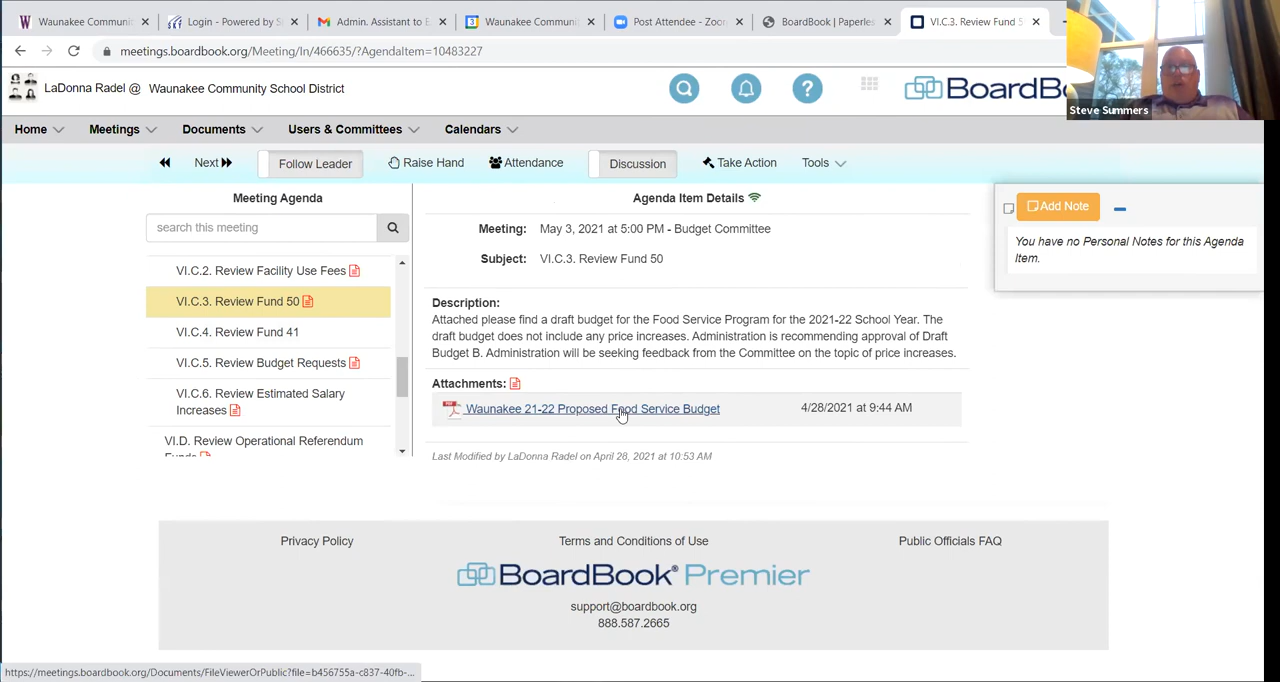 Waunakee Communi
Login - Powered by S
Admin. Assistant to E
Waunakee Communi
Post Attendee - Zoo
BoardBook | Paperles
VI.C.3. Review Fund 5
meetings.boardbook.org/Meeting/In/466635/?AgendaItem=10483227
Steve Summers
LaDonna Radel @ Waunakee Community School District
BoardB
Home Meetings Documents Users & Committees Calendars
Next Follow Leader Raise Hand Attendance Discussion Take Action Tools
Meeting Agenda
search this meeting
VI.C.2. Review Facility Use Fees
VI.C.3. Review Fund 50
VI.C.4. Review Fund 41
VI.C.5. Review Budget Requests
VI.C.6. Review Estimated Salary
Increases
VI.D. Review Operational Referendum
Agenda Item Details
Meeting: May 3, 2021 at 5:00 PM - Budget Committee
Subject: VI.C.3. Review Fund 50
Description:
Attached please find a draft budget for the Food Service Program for the 2021-22 School Year. The
draft budget does not include any price increases. Administration is recommending approval of Draft
Budget B. Administration will be seeking feedback from the Committee on the topic of price increases.
Attachments:
Waunakee 21-22 Proposed Food Service Budget 4/28/2021 at 9:44 AM
Last Modified by LaDonna Radel on April 28, 2021 at 10:53 AM
Add Note
You have no Personal Notes for this Agenda
Item.
Privacy Policy Terms and Conditions of Use Public Officials FAQ
BoardBook® Premier
support@boardbook.org
888.587.2665
https://meetings.boardbook.org/Documents/FileViewerOrPublic?file=b456755a-c837-40fb-...